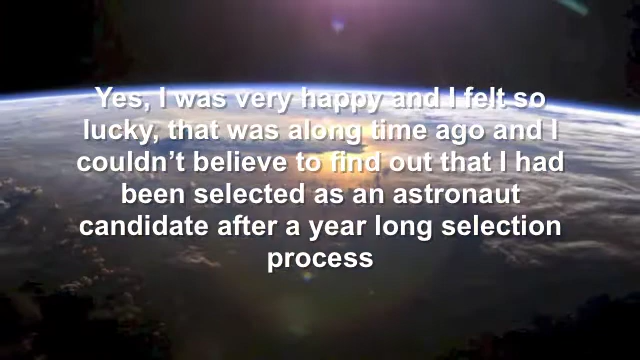 Yes, I was very happy and I felt so
lucky, that was along time ago and I
couldn’t believe to find out that I had
been selected as an astronaut
candidate after a year long selection
process